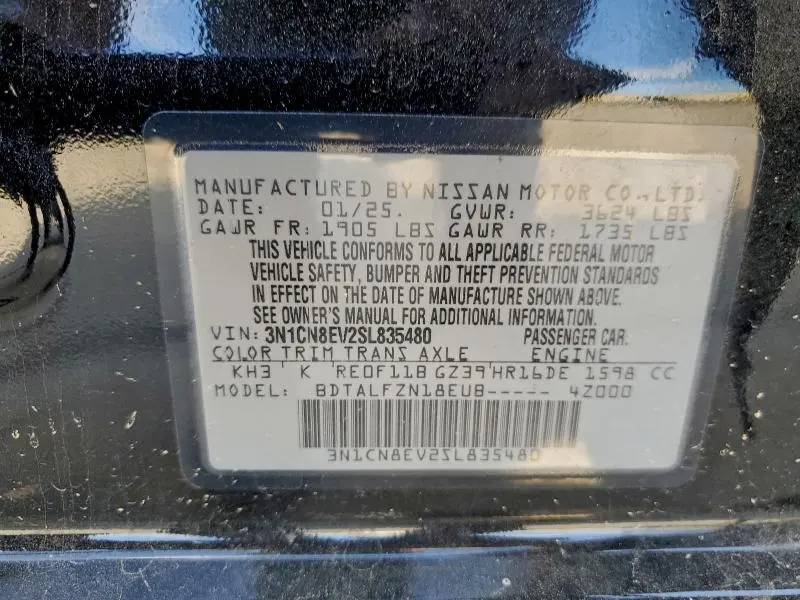 MANUFACTURED BY NISSAN MOTOR CO.,LTD.
DATE: 01/25. GVWR: 3624 LBS
GAWR FR: 1905 LBS GAWR RR: 1735 LBS
THIS VEHICLE CONFORMS TO ALL APPLICABLE FEDERAL MOTOR
VEHICLE SAFETY, BUMPER AND THEFT PREVENTION STANDARDS
IN EFFECT ON THE DATE OF MANUFACTURE SHOWN ABOVE.
SEE OWNER'S MANUAL FOR ADDITIONAL INFORMATION.
VIN: 3N1CN8EV2SL835480 PASSENGER CAR.
COLOR TRIM TRANS AXLE ENGINE
KH3 K RE0F11B GZ39 HR16DE 1598 CC
MODEL: BDTALFZN18EUB----- 4Z000
3N1CN8EV2SL835480